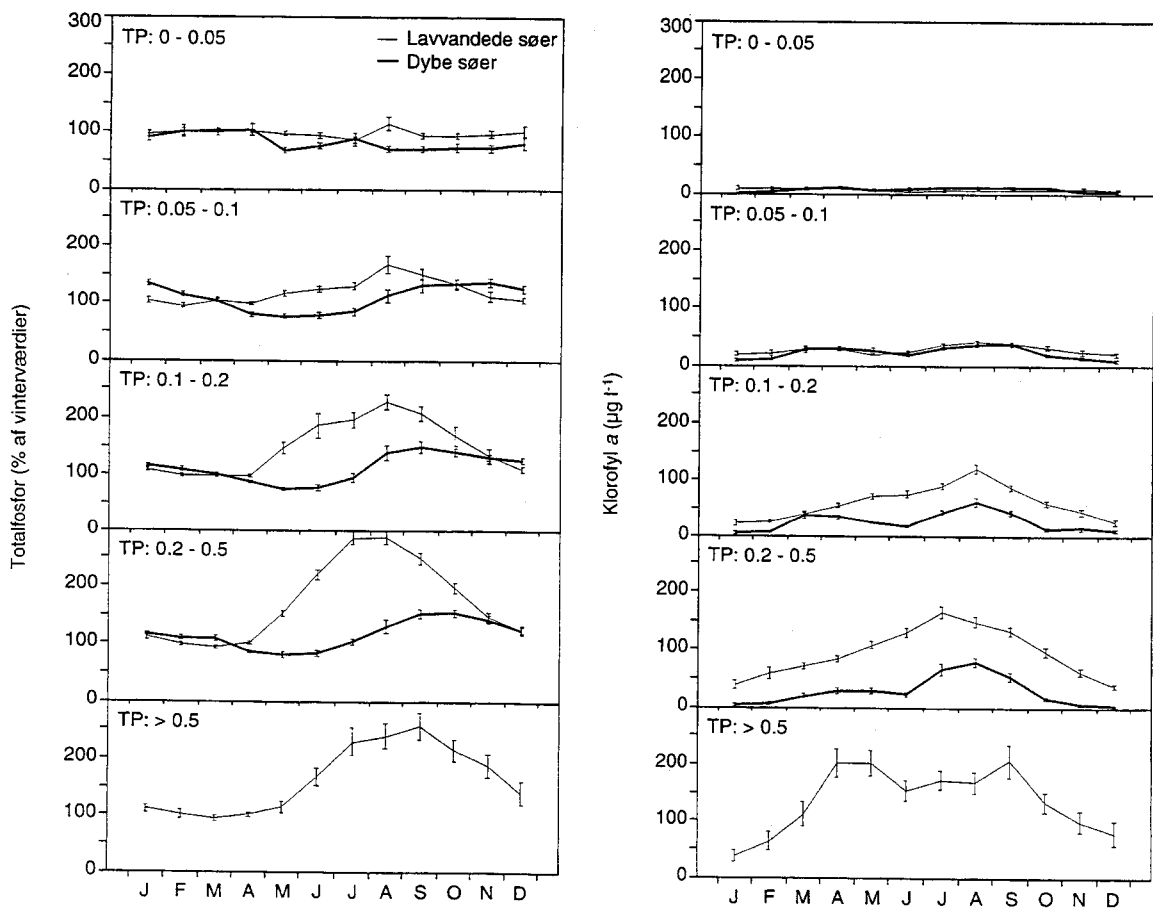 Totalfosfor (% af vinterværdier)
TP: 0 - 0.05
Lavvandede søer
Dybe søer
300
200
100
0
TP: 0.05 - 0.1
200
100
0
TP: 0.1 - 0.2
200
100
0
TP: 0.2 - 0.5
200
100
0
TP: > 0.5
200
100
0
J F M A M J J A S O N D
Klorofyl a (µg l-1)
TP: 0 - 0.05
300
200
100
0
TP: 0.05 - 0.1
200
100
0
TP: 0.1 - 0.2
200
100
0
TP: 0.2 - 0.5
200
100
0
TP: > 0.5
200
100
0
J F M A M J J A S O N D